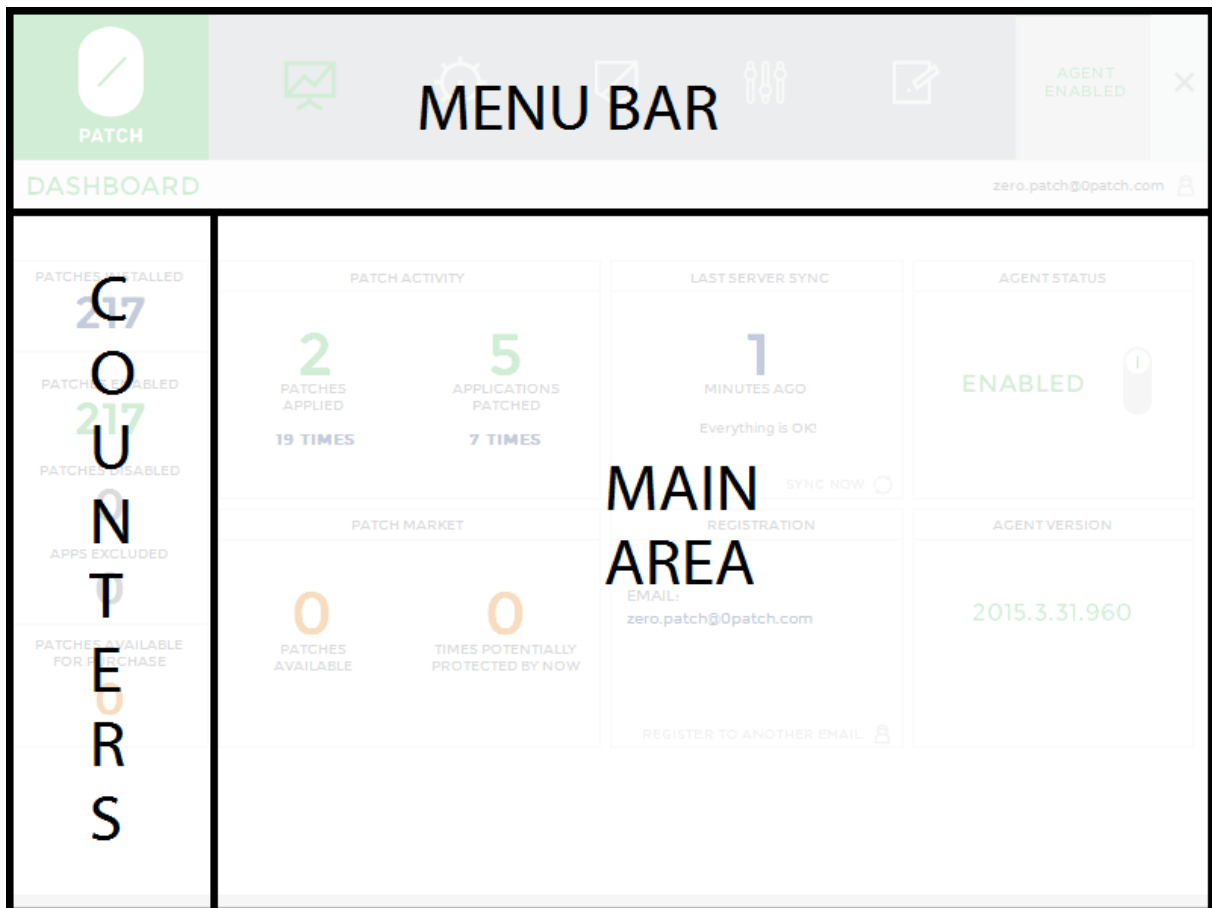 PATCH
AGENT
ENABLED
MENU BAR
DASHBOARD
zero.patch@0patch.com
COUNTERS
PATCHES INSTALLED
217
PATCHES ENABLED
217
PATCHES DISABLED
0
APPS EXCLUDED
0
PATCHES AVAILABLE
FOR PURCHASE
0
MAIN
AREA
PATCH ACTIVITY
2
PATCHES
APPLIED
19 TIMES
5
APPLICATIONS
PATCHED
7 TIMES
LAST SERVER SYNC
1
MINUTES AGO
Everything is OK!
SYNC NOW
AGENT STATUS
ENABLED
PATCH MARKET
0
PATCHES
AVAILABLE
0
TIMES POTENTIALLY
PROTECTED BY NOW
REGISTRATION
EMAIL:
zero.patch@0patch.com
REGISTER TO ANOTHER EMAIL
AGENT VERSION
2015.3.31.960